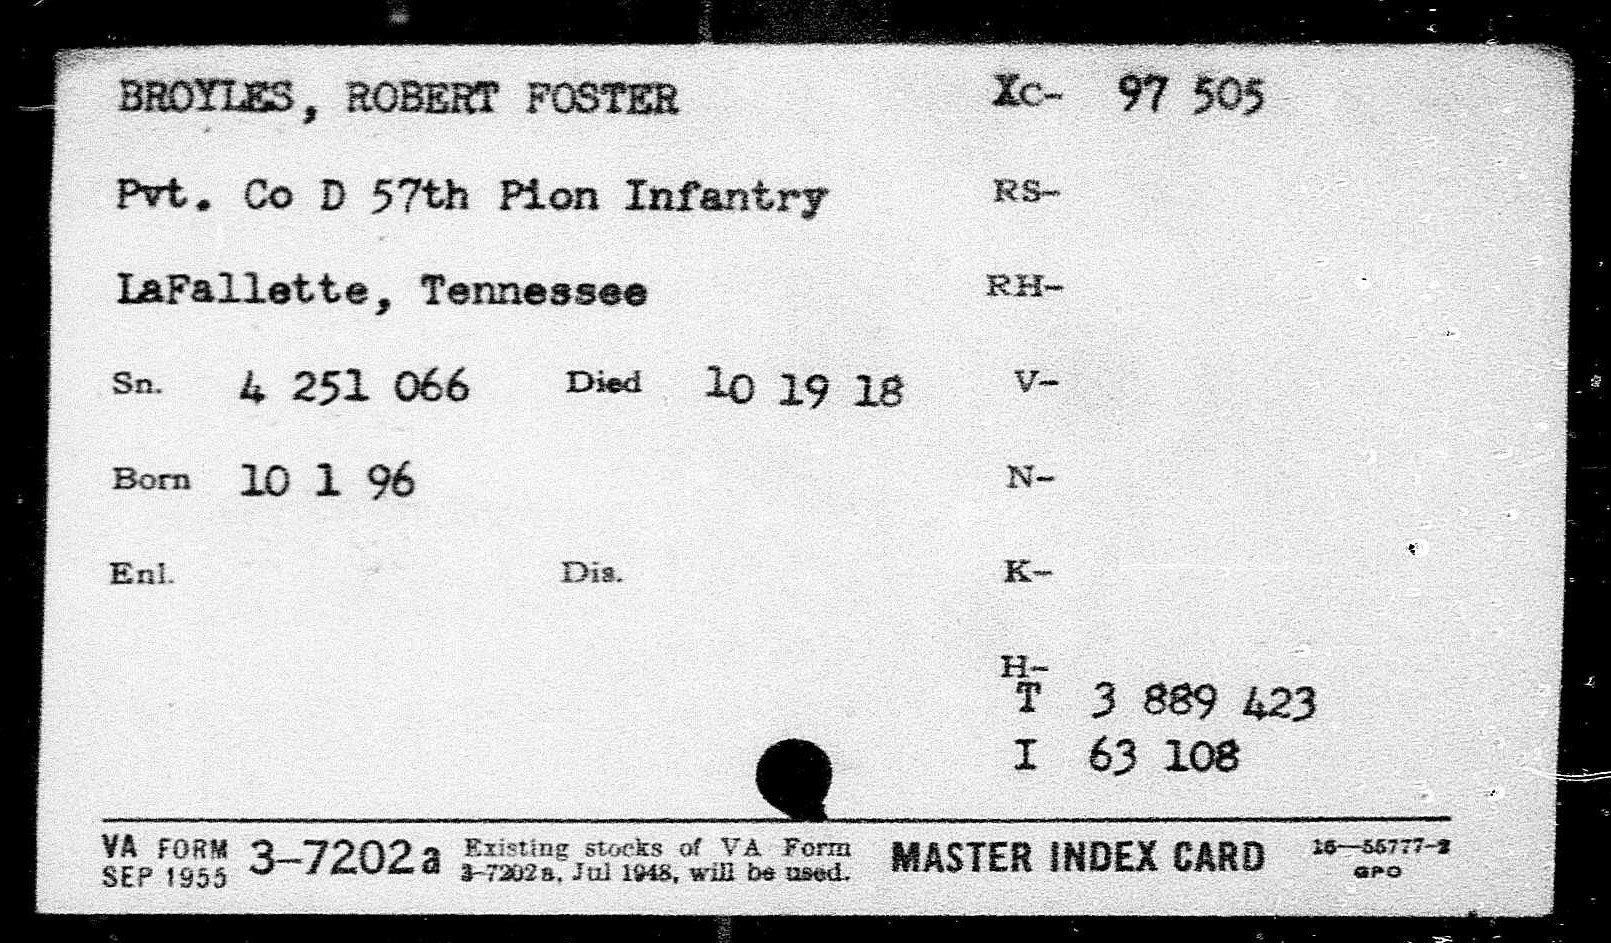 BROYLES, ROBERT FOSTER Xc- 97 505
Pvt. Co D 57th Pion Infantry RS-
LaFallette, Tennessee RH-
Sn. 4 251 066 Died 10 19 18 V-
Born 10 1 96 N-
Enl. Dis. K-
H-
T 3 889 423
I 63 108
VA FORM 3-7202a Existing stocks of VA Form MASTER INDEX CARD 16—55777-2
SEP 1955 3-7202a, Jul 1948, will be used. GPO